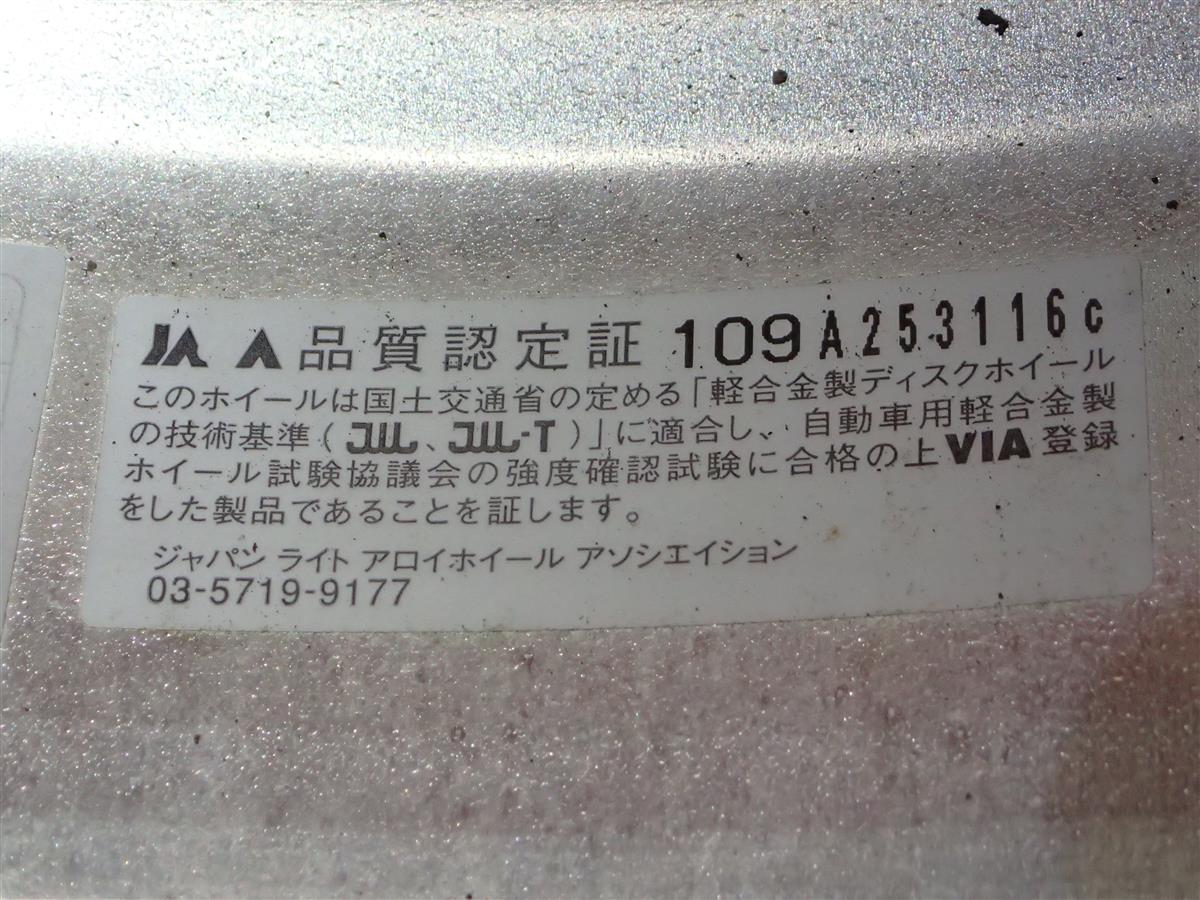 JAWA 品質認定証 109A253116c
このホイールは国土交通省の定める「軽合金製ディスクホイール
の技術基準(JWL、JWL-T)」に適合し、自動車用軽合金製
ホイール試験協議会の強度確認試験に合格の上VIA登録
をした製品であることを証します。
ジャパン ライト アロイホイール アソシエイション
03-5719-9177